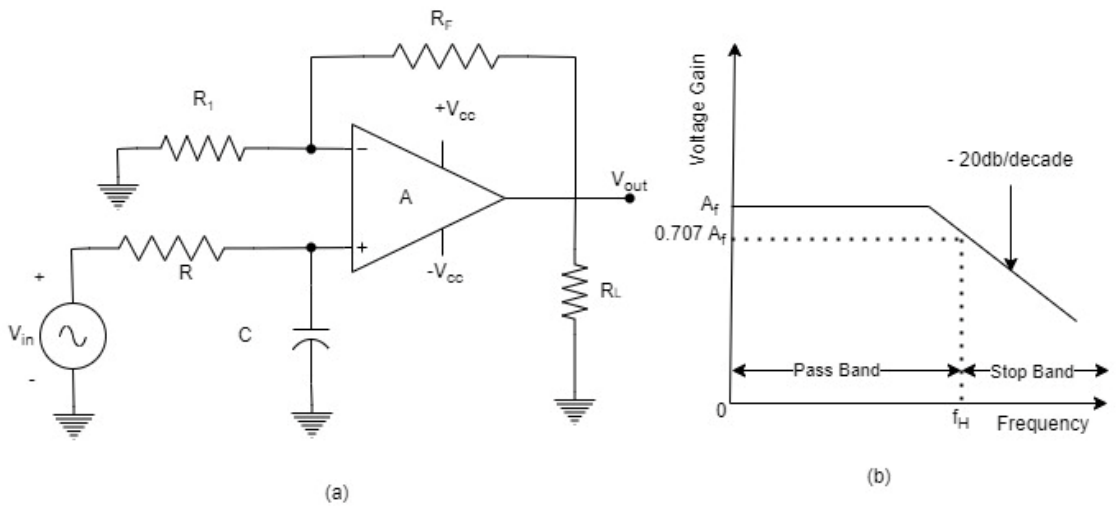 R_F
R_1
+V_cc
−
A
V_out
+
R
-V_cc
R_L
+
V_in
-
C
(a)
Voltage Gain
- 20db/decade
A_f
0.707 A_f
Pass Band
Stop Band
0
f_H
Frequency
(b)